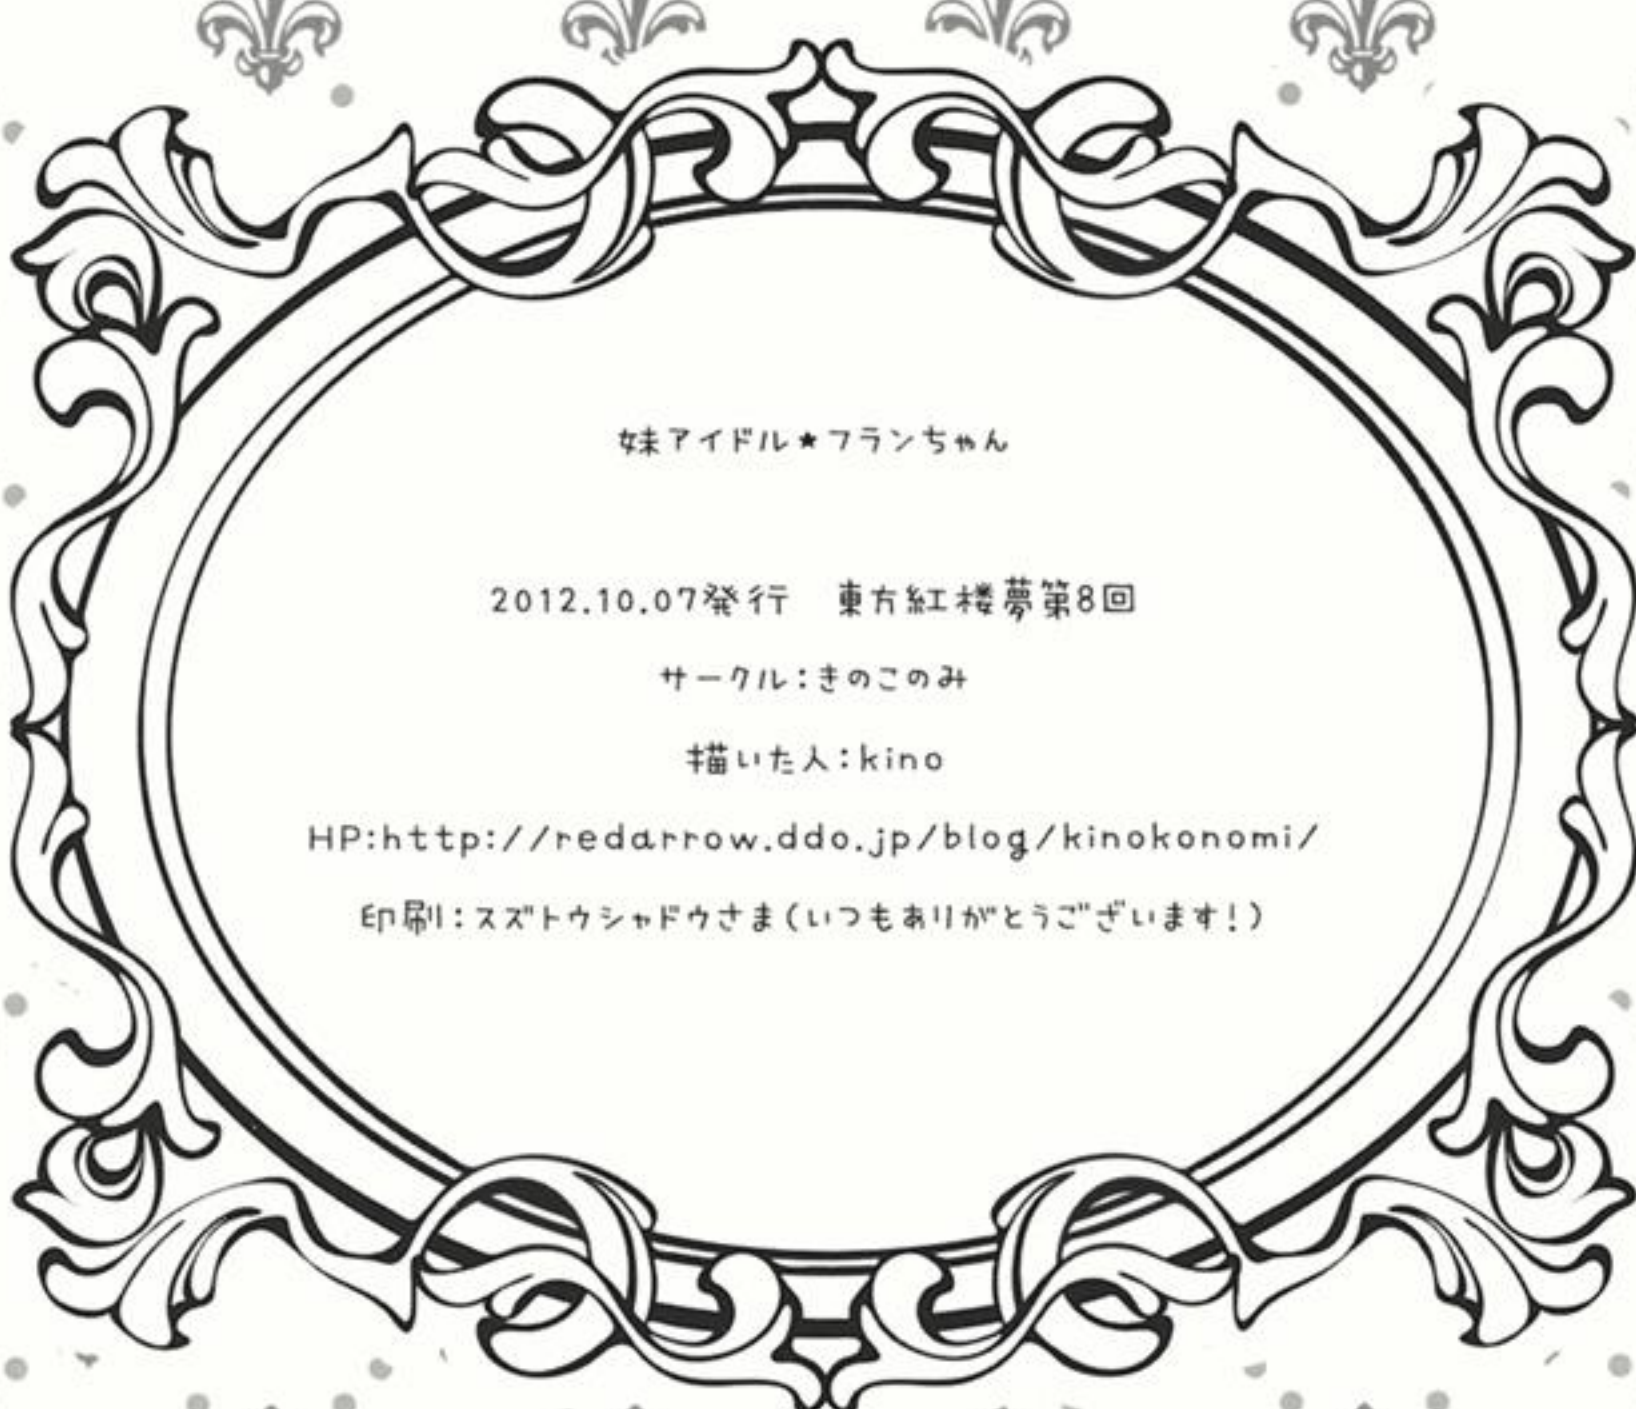 妹アイドル★フランちゃん
2012.10.07発行　東方紅楼夢第8回
サークル：きのこのみ
描いた人：kino
HP:http://redarrow.ddo.jp/blog/kinokonomi/
印刷：スズトウシャドウさま（いつもありがとうございます！）